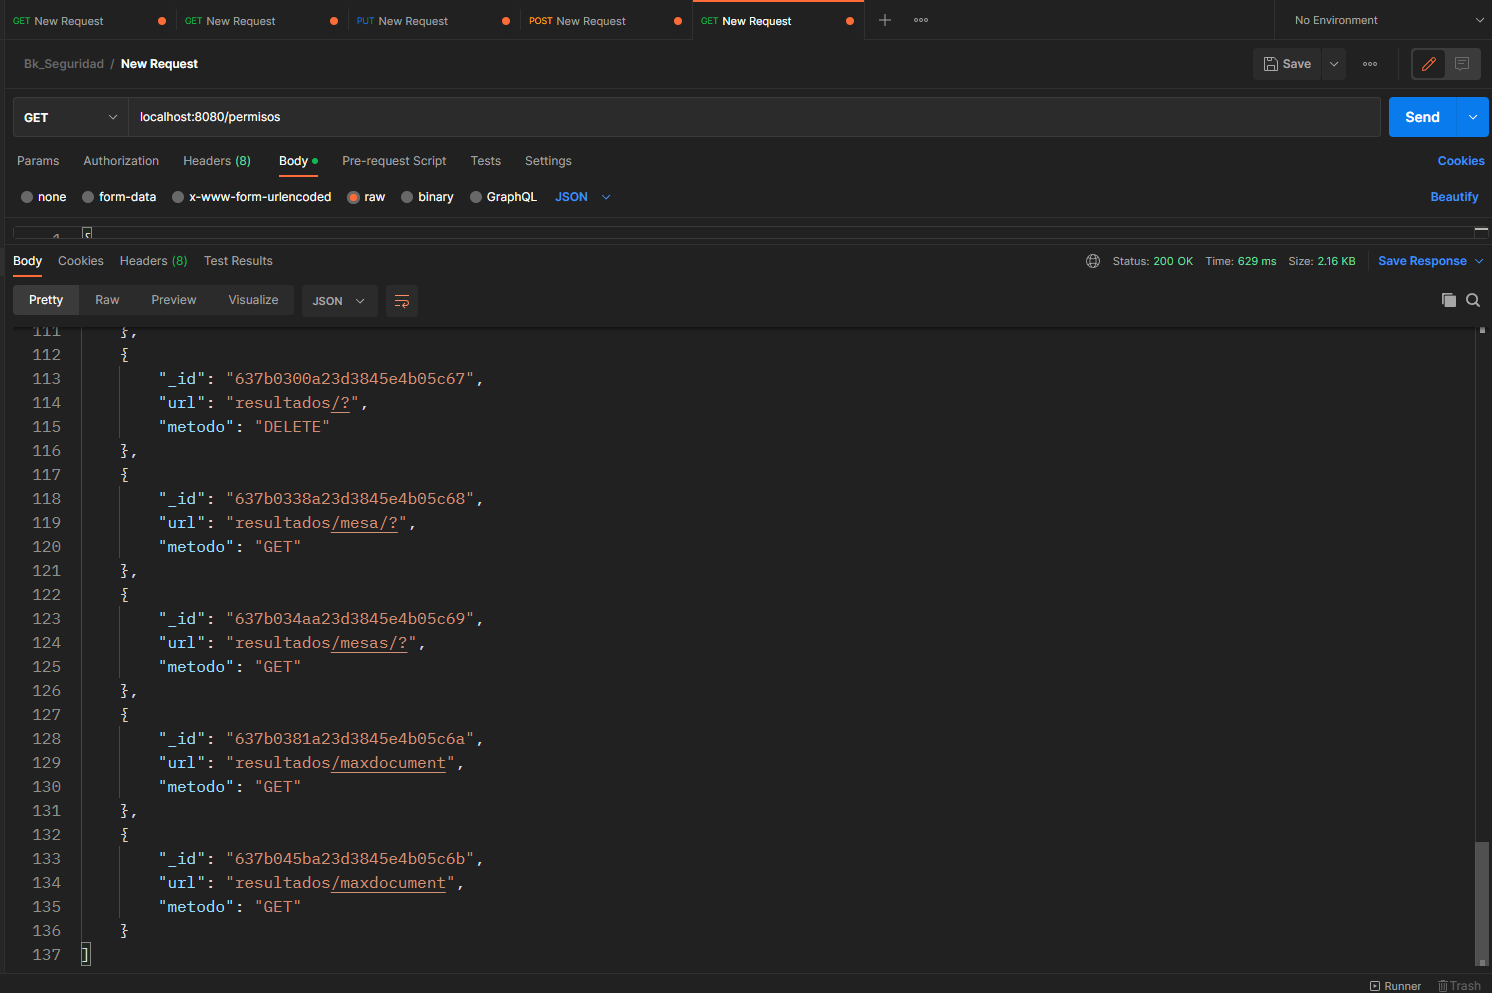 GET New Request GET New Request PUT New Request POST New Request GET New Request No Environment
Bk_Seguridad / New Request Save
GET localhost:8080/permisos Send
Params Authorization Headers (8) Body Pre-request Script Tests Settings Cookies
none form-data x-www-form-urlencoded raw binary GraphQL JSON Beautify
Body Cookies Headers (8) Test Results Status: 200 OK Time: 629 ms Size: 2.16 KB Save Response
Pretty Raw Preview Visualize JSON
111 },
112 {
113 "_id": "637b0300a23d3845e4b05c67",
114 "url": "resultados/?",
115 "metodo": "DELETE"
116 },
117 {
118 "_id": "637b0338a23d3845e4b05c68",
119 "url": "resultados/mesa/?",
120 "metodo": "GET"
121 },
122 {
123 "_id": "637b034aa23d3845e4b05c69",
124 "url": "resultados/mesas/?",
125 "metodo": "GET"
126 },
127 {
128 "_id": "637b0381a23d3845e4b05c6a",
129 "url": "resultados/maxdocument",
130 "metodo": "GET"
131 },
132 {
133 "_id": "637b045ba23d3845e4b05c6b",
134 "url": "resultados/maxdocument",
135 "metodo": "GET"
136 }
137 ]
Runner Trash